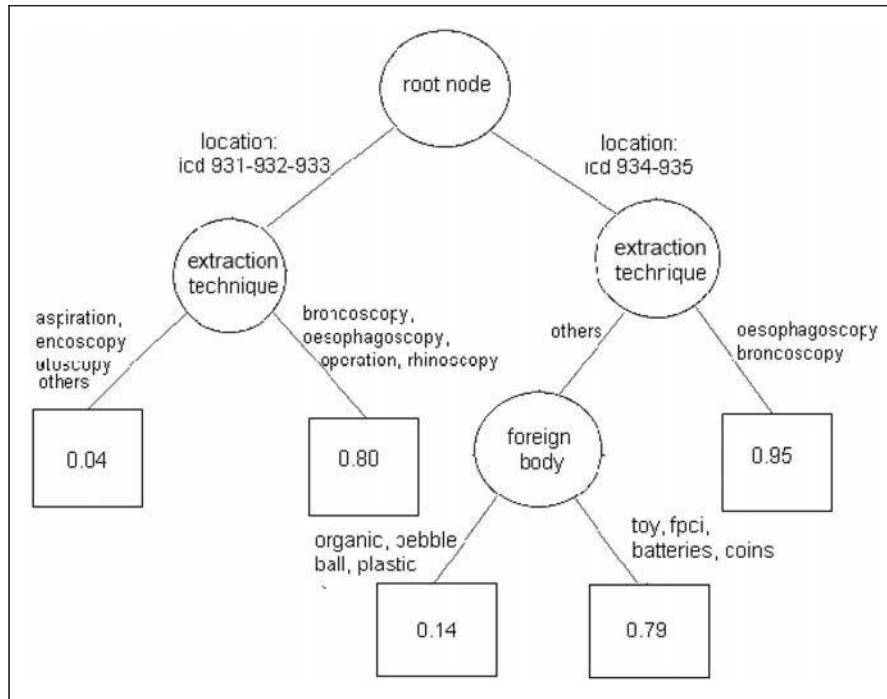 root node
location:
icd 931-932-933
location:
icd 934-935
extraction
technique
extraction
technique
aspiration,
encoscopy
otoscopy
others
broncoscopy,
oesophagoscopy,
operation, rhinoscopy
others
oesophagoscopy
broncoscopy
0.04
0.80
foreign
body
0.95
organic, pebble
ball, plastic
toy, fpci,
batteries, coins
0.14
0.79